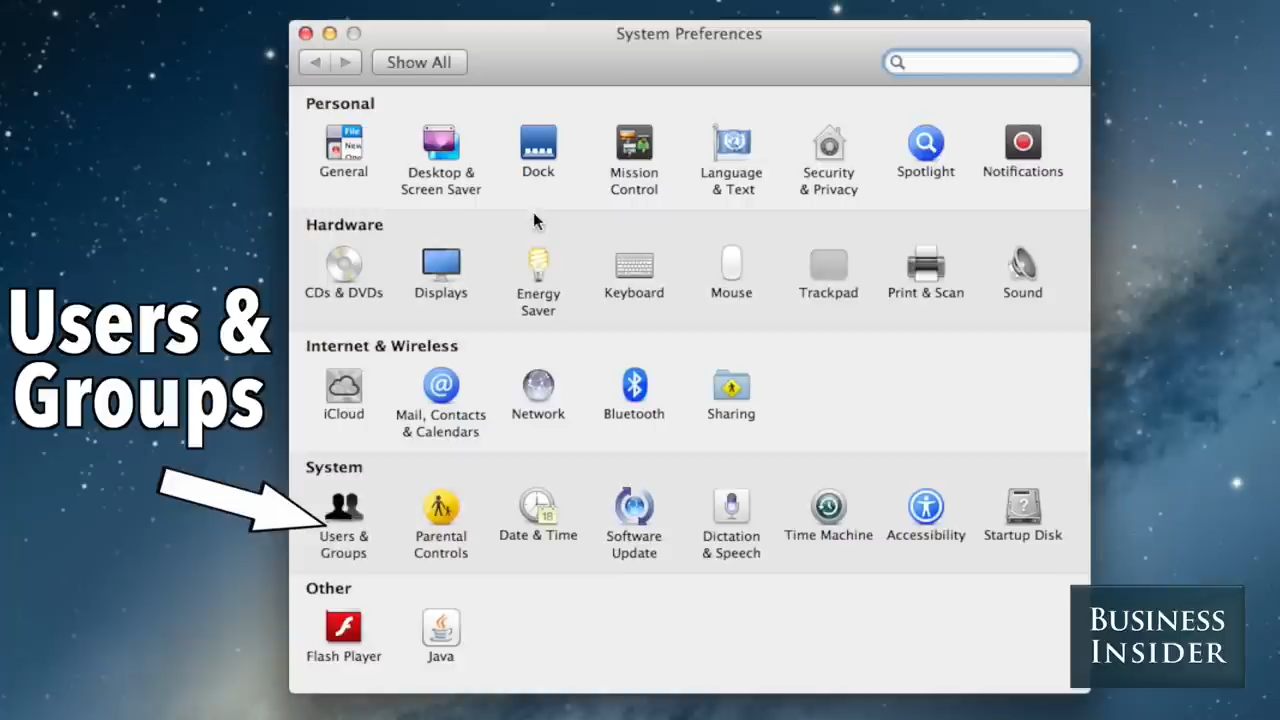 System Preferences
Show All
Personal
General
Desktop & Screen Saver
Dock
Mission Control
Language & Text
Security & Privacy
Spotlight
Notifications
Hardware
CDs & DVDs
Displays
Energy Saver
Keyboard
Mouse
Trackpad
Print & Scan
Sound
Users &
Groups
Internet & Wireless
iCloud
Mail, Contacts & Calendars
Network
Bluetooth
Sharing
System
Users & Groups
Parental Controls
Date & Time
18
Software Update
Dictation & Speech
Time Machine
Accessibility
Startup Disk
Other
Flash Player
Java
BUSINESS
INSIDER